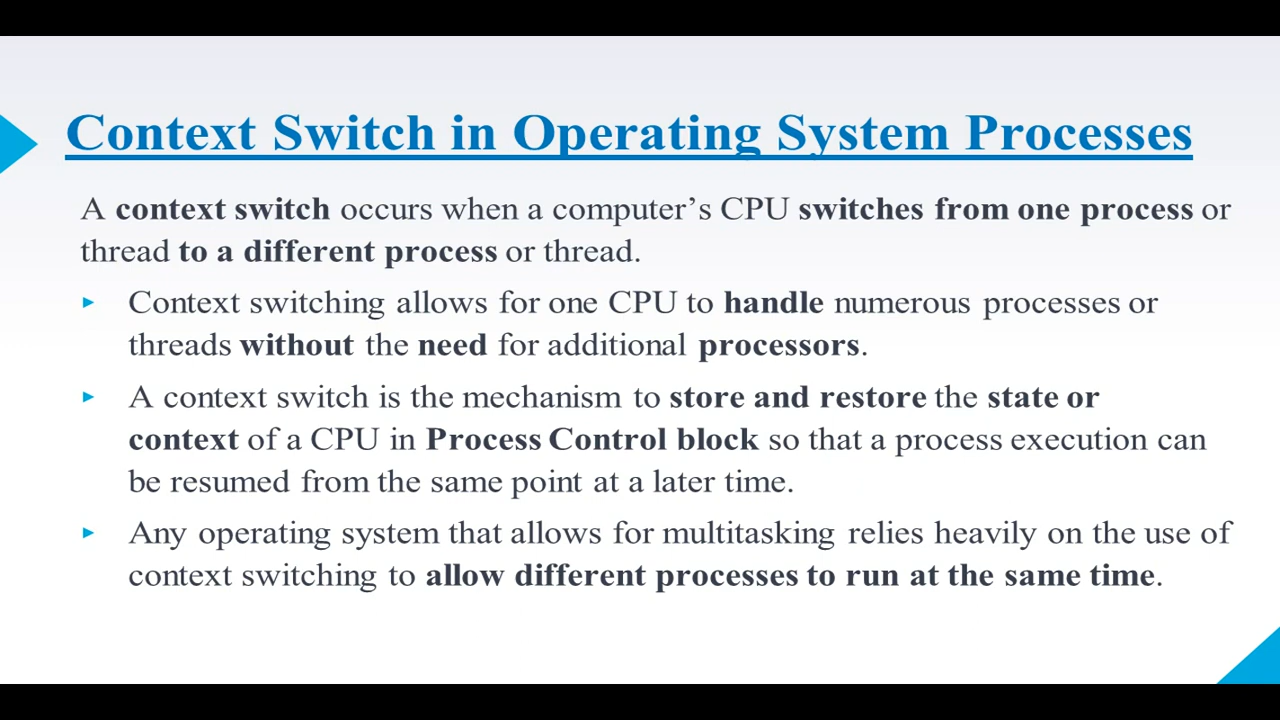 Context Switch in Operating System Processes
A context switch occurs when a computer’s CPU switches from one process or
thread to a different process or thread.
Context switching allows for one CPU to handle numerous processes or
threads without the need for additional processors.
A context switch is the mechanism to store and restore the state or
context of a CPU in Process Control block so that a process execution can
be resumed from the same point at a later time.
Any operating system that allows for multitasking relies heavily on the use of
context switching to allow different processes to run at the same time.